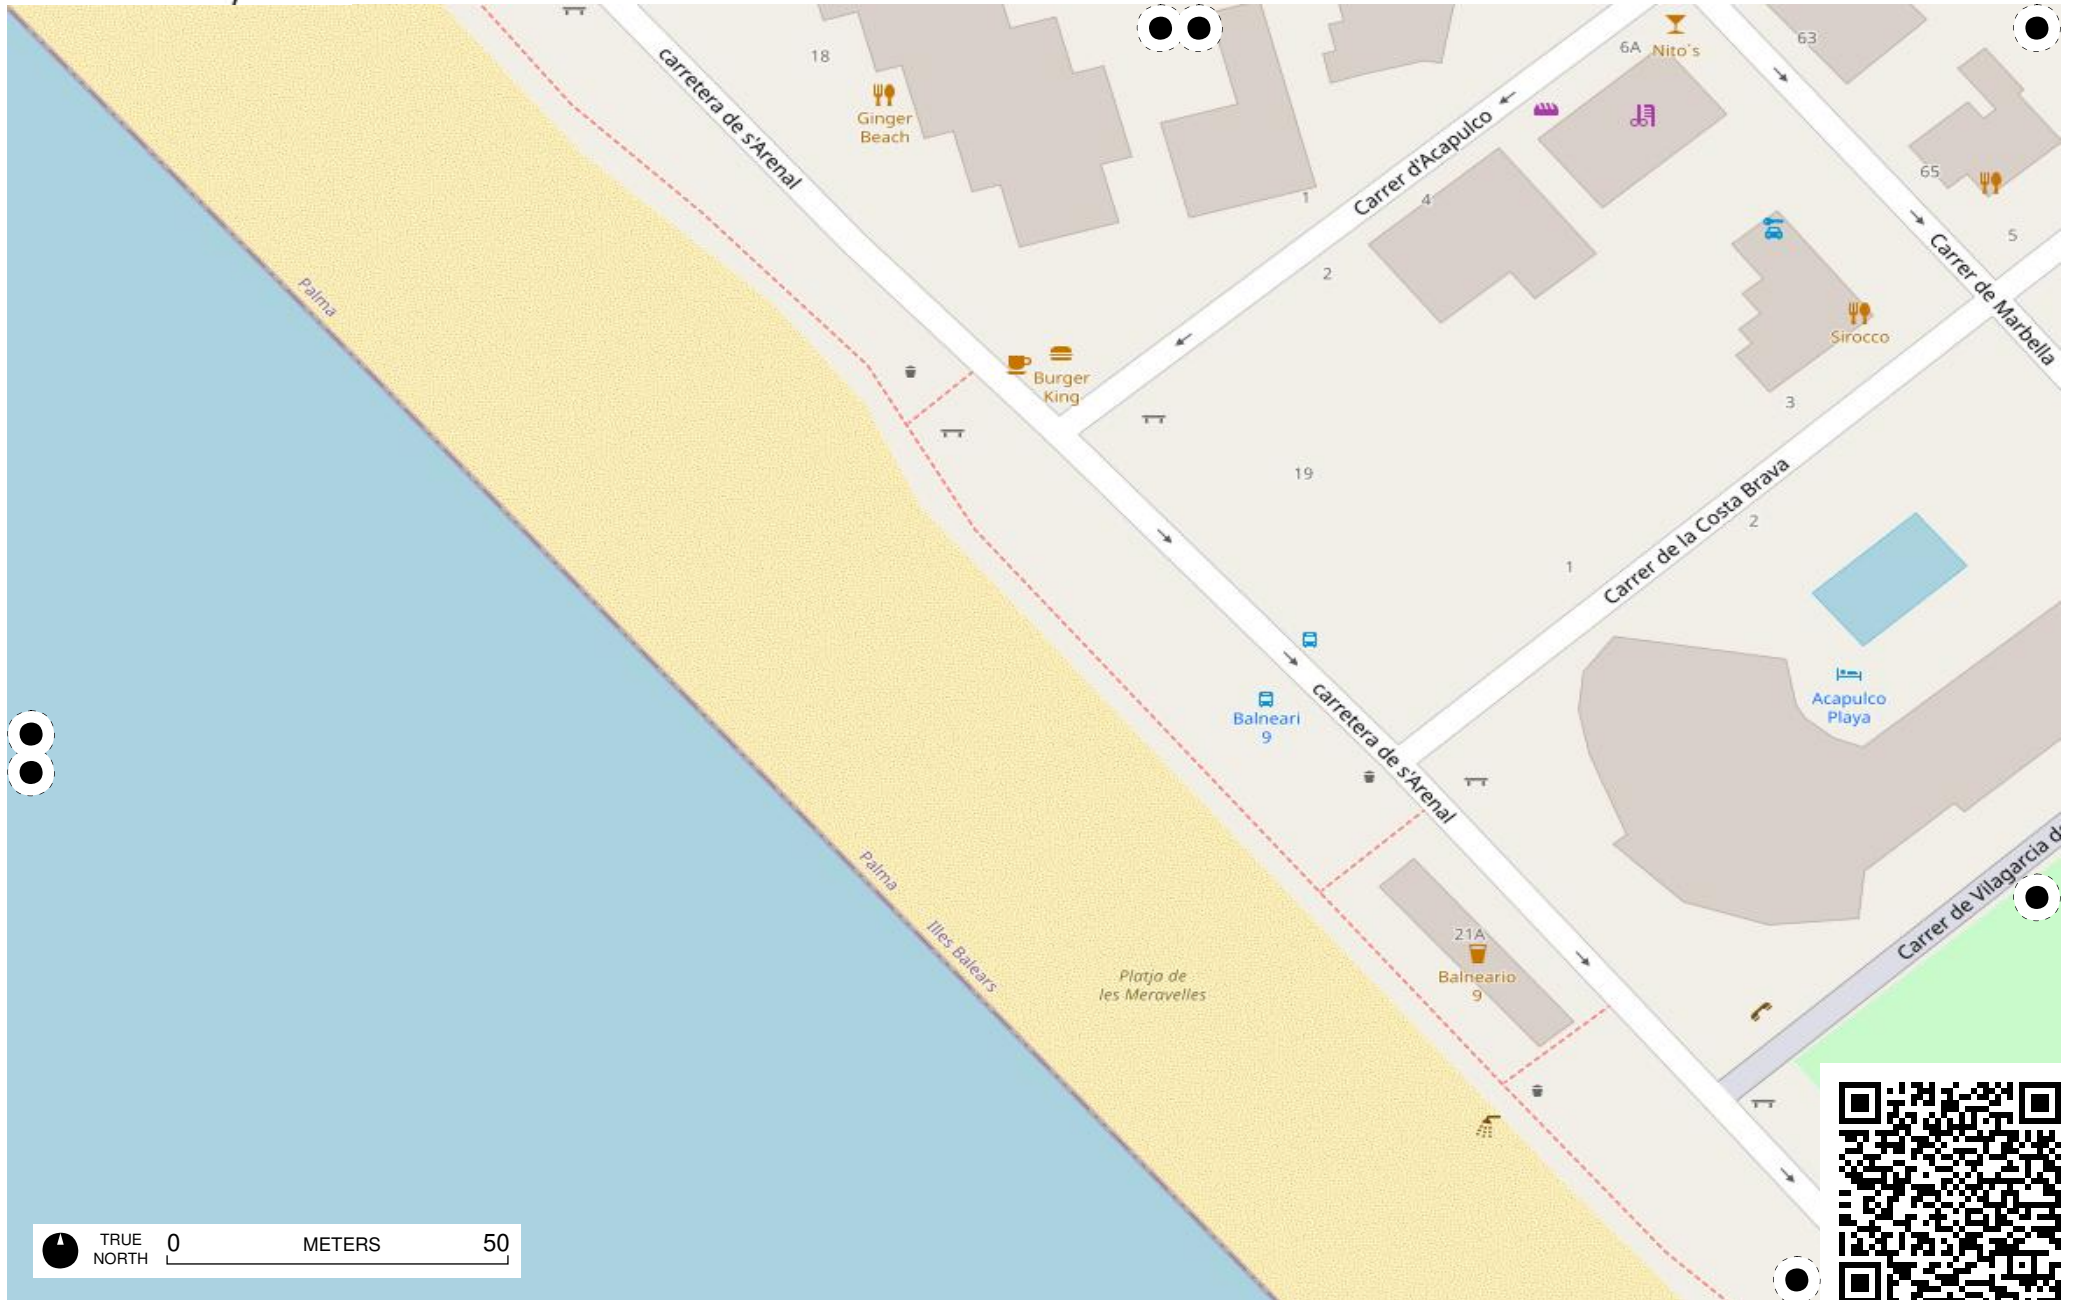 18
carretera de s'Arenal
Ginger
Beach
6A
Nito´s
63
Carrer d'Acapulco
1
4
65
5
2
Carrer de Marbella
Palma
Sirocco
Burger
King
3
19
Carrer de la Costa Brava
2
1
Acapulco
Playa
Balneari
9
carretera de s'Arenal
Palma
Illes Balears
Carrer de Vilagarcia d
21A
Balneario
9
Platja de
les Meravelles
TRUE
NORTH
0 METERS 50